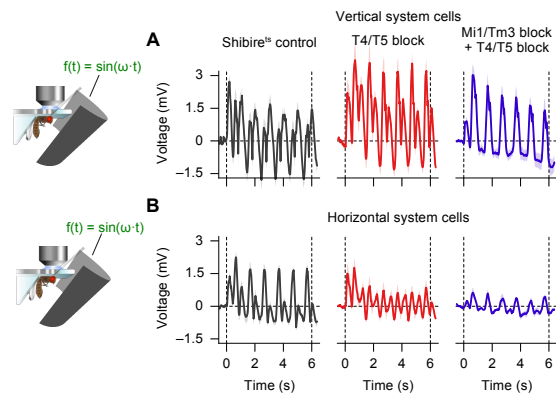 Vertical system cells
A
Shibireᵗˢ control
T4/T5 block
Mi1/Tm3 block
+ T4/T5 block
f(t) = sin(ω·t)
Voltage (mV)
3
1.5
0
−1.5
B
Horizontal system cells
f(t) = sin(ω·t)
Voltage (mV)
3
1.5
0
−1.5
0 2 4 6
0 2 4 6
0 2 4 6
Time (s)
Time (s)
Time (s)